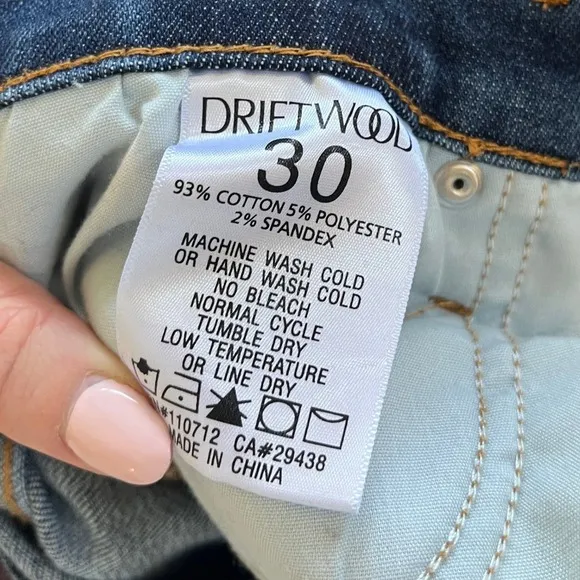 DRIFTWOOD
30
93% COTTON 5% POLYESTER
2% SPANDEX
MACHINE WASH COLD
OR HAND WASH COLD
NO BLEACH
NORMAL CYCLE
TUMBLE DRY
LOW TEMPERATURE
OR LINE DRY
#110712 CA#29438
MADE IN CHINA